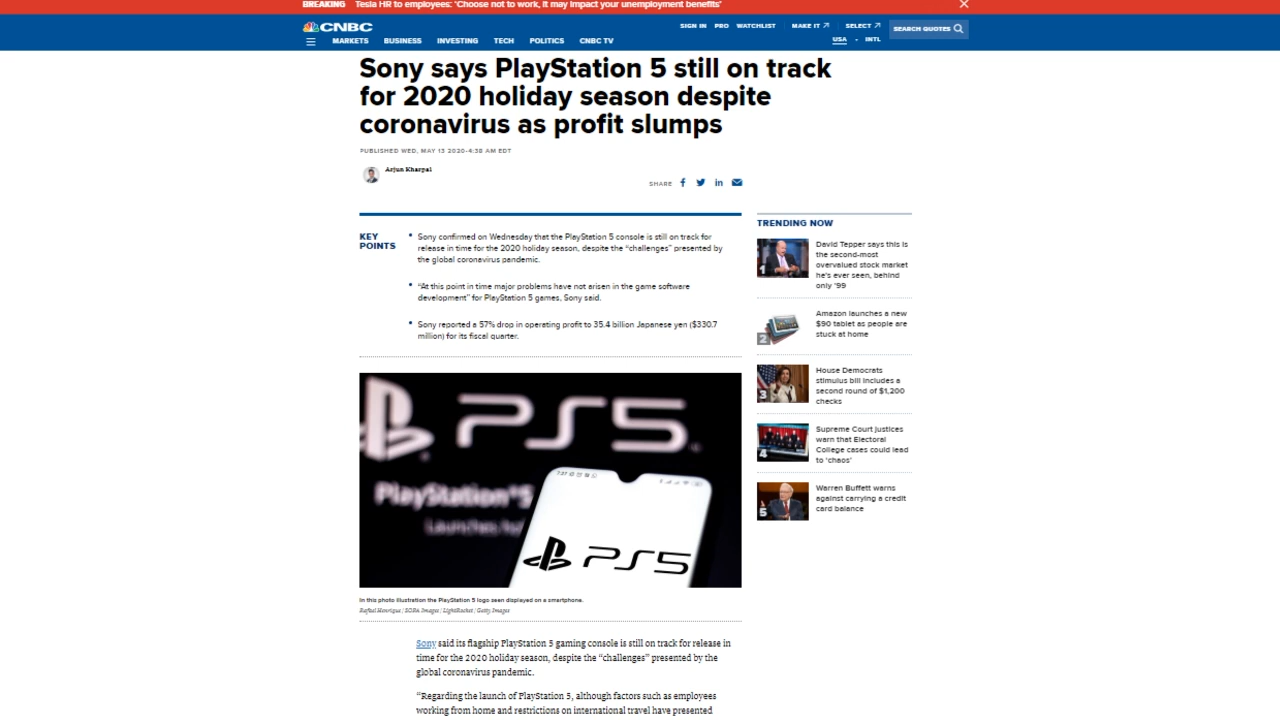 BREAKING Tesla HR to employees: 'Choose not to work, it may impact your unemployment benefits'
CNBC
SIGN IN PRO WATCHLIST MAKE IT SELECT
SEARCH QUOTES
USA • INTL
MARKETS BUSINESS INVESTING TECH POLITICS CNBC TV
Sony says PlayStation 5 still on track
for 2020 holiday season despite
coronavirus as profit slumps
PUBLISHED WED, MAY 13 2020-4:38 AM EDT
Arjun Kharpal
SHARE
KEY
POINTS
Sony confirmed on Wednesday that the PlayStation 5 console is still on track for
release in time for the 2020 holiday season, despite the “challenges” presented by
the global coronavirus pandemic.
“At this point in time major problems have not arisen in the game software
development” for PlayStation 5 games, Sony said.
Sony reported a 57% drop in operating profit to 35.4 billion Japanese yen ($330.7
million) for its fiscal quarter.
PS5
PlayStation®5
Launches
7:37
PS5
In this photo illustration the PlayStation 5 logo seen displayed on a smartphone.
Rafael Henrique | SOPA Images | LightRocket | Getty Images
Sony said its flagship PlayStation 5 gaming console is still on track for release in
time for the 2020 holiday season, despite the “challenges” presented by the
global coronavirus pandemic.
“Regarding the launch of PlayStation 5, although factors such as employees
working from home and restrictions on international travel have presented
TRENDING NOW
1
David Tepper says this is
the second-most
overvalued stock market
he's ever seen, behind
only '99
2
Amazon launches a new
$90 tablet as people are
stuck at home
3
House Democrats
stimulus bill includes a
second round of $1,200
checks
4
Supreme Court justices
warn that Electoral
College cases could lead
to 'chaos'
5
Warren Buffett warns
against carrying a credit
card balance